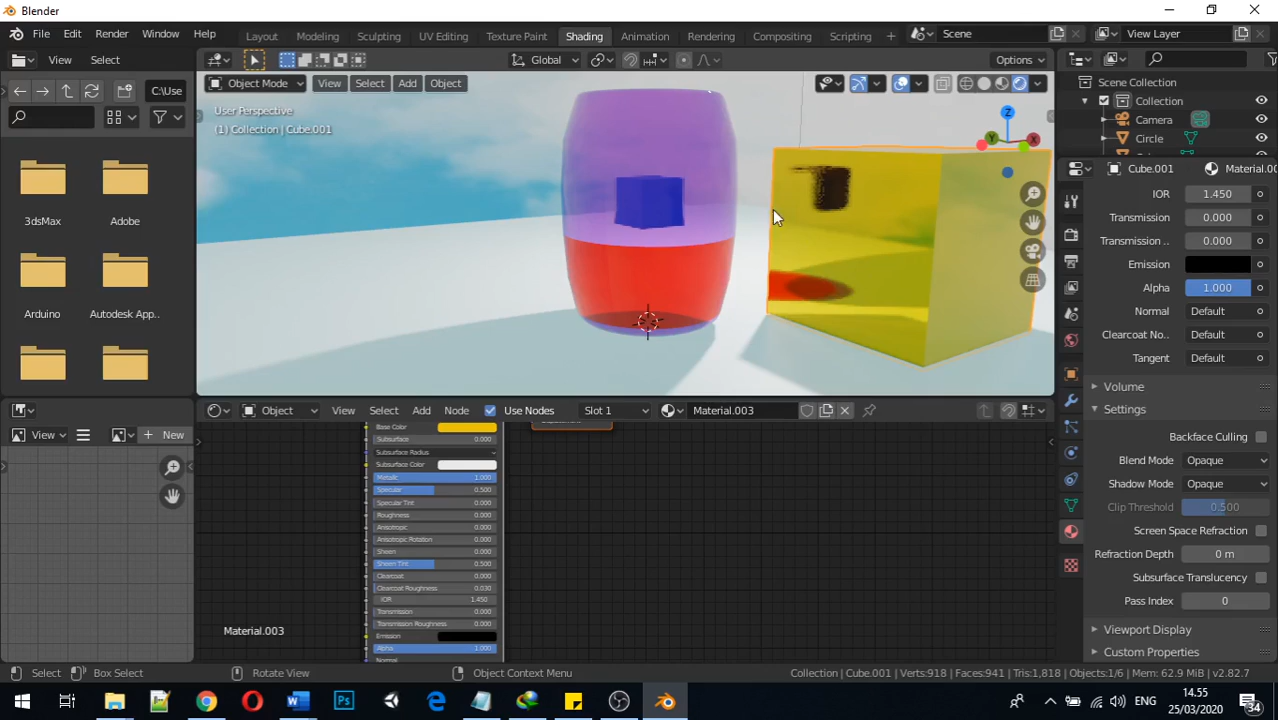 Blender
File Edit Render Window Help
Layout Modeling Sculpting UV Editing Texture Paint Shading Animation Rendering Compositing Scripting
Scene
View Layer
View Select
Global
Options
Object Mode View Select Add Object
C:\Use
3dsMax
Adobe
Arduino
Autodesk App..
User Perspective
(1) Collection | Cube.001
Z
Y
X
Scene Collection
Collection
Camera
Circle
Cube.001
IOR 1.450
Transmission 0.000
Transmission .. 0.000
Emission
Alpha 1.000
Normal Default
Clearcoat No.. Default
Tangent Default
Volume
Settings
Backface Culling
Blend Mode Opaque
Shadow Mode Opaque
Clip Threshold 0.500
Screen Space Refraction
Refraction Depth 0 m
Subsurface Translucency
Pass Index 0
Viewport Display
Custom Properties
View
New
Object View Select Add Node Use Nodes Slot 1 Material.003
Base Color
Subsurface 0.000
Subsurface Radius
Subsurface Color
Metallic 1.000
Specular 0.500
Specular Tint 0.000
Roughness 0.000
Anisotropic 0.000
Anisotropic Rotation 0.000
Sheen 0.000
Sheen Tint 0.500
Clearcoat 0.000
Clearcoat Roughness 0.030
IOR 1.450
Transmission 0.000
Transmission Roughness 0.000
Emission
Alpha 1.000
Normal
Material.003
Select Box Select Rotate View Object Context Menu
Collection | Cube.001 | Verts:918 | Faces:941 | Tris:1,818 | Objects:1/6 | Mem: 62.9 MiB | v2.82.7
ENG
14.55
25/03/2020
34